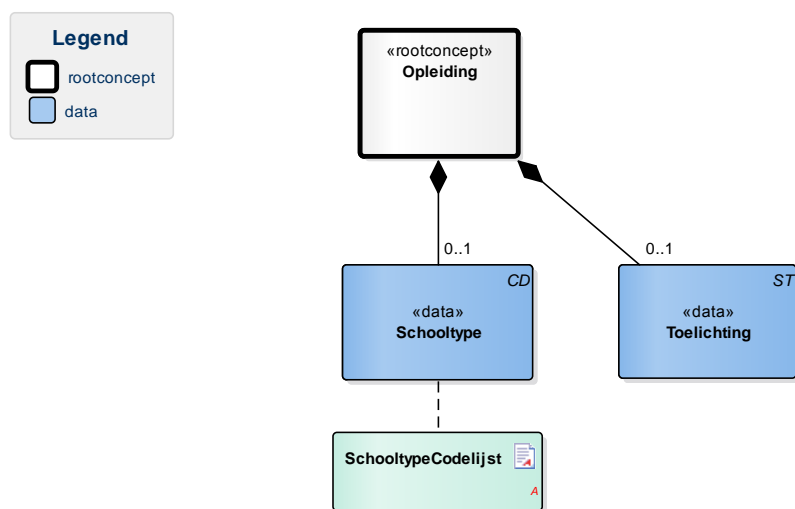 Legend
rootconcept
data
«rootconcept»
Opleiding
0..1
0..1
CD
«data»
Schooltype
ST
«data»
Toelichting
SchooltypeCodelijst
A